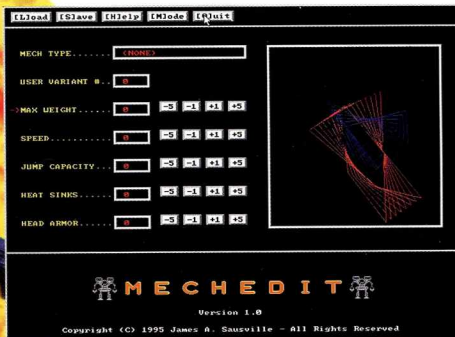 [L]oad [S]ave [H]elp [M]ode [Q]uit
MECH TYPE....... (NONE)
USER VARIANT #.. 0
->MAX WEIGHT...... 0 -5 -1 +1 +5
SPEED........... 0 -5 -1 +1 +5
JUMP CAPACITY... 0 -5 -1 +1 +5
HEAT SINKS...... 0 -5 -1 +1 +5
HEAD ARMOR...... 0 -5 -1 +1 +5
MECHEDIT
Version 1.0
Copyright (C) 1995 James A. Sausville - All Rights Reserved